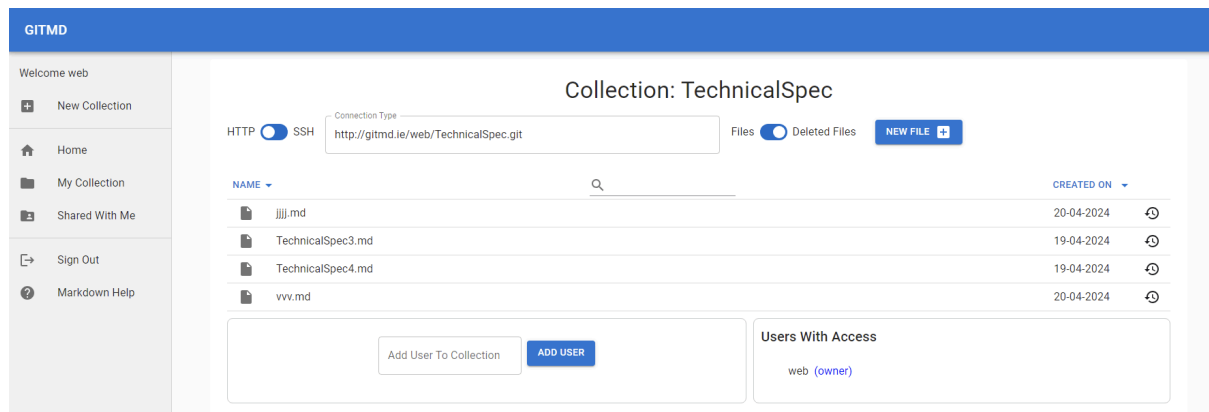 GITMD
Welcome web
New Collection
Home
My Collection
Shared With Me
Sign Out
Markdown Help
Collection: TechnicalSpec
HTTP SSH
Connection Type
http://gitmd.ie/web/TechnicalSpec.git
Files Deleted Files
NEW FILE
NAME CREATED ON
jjjj.md 20-04-2024
TechnicalSpec3.md 19-04-2024
TechnicalSpec4.md 19-04-2024
vvv.md 20-04-2024
Add User To Collection ADD USER
Users With Access
web (owner)